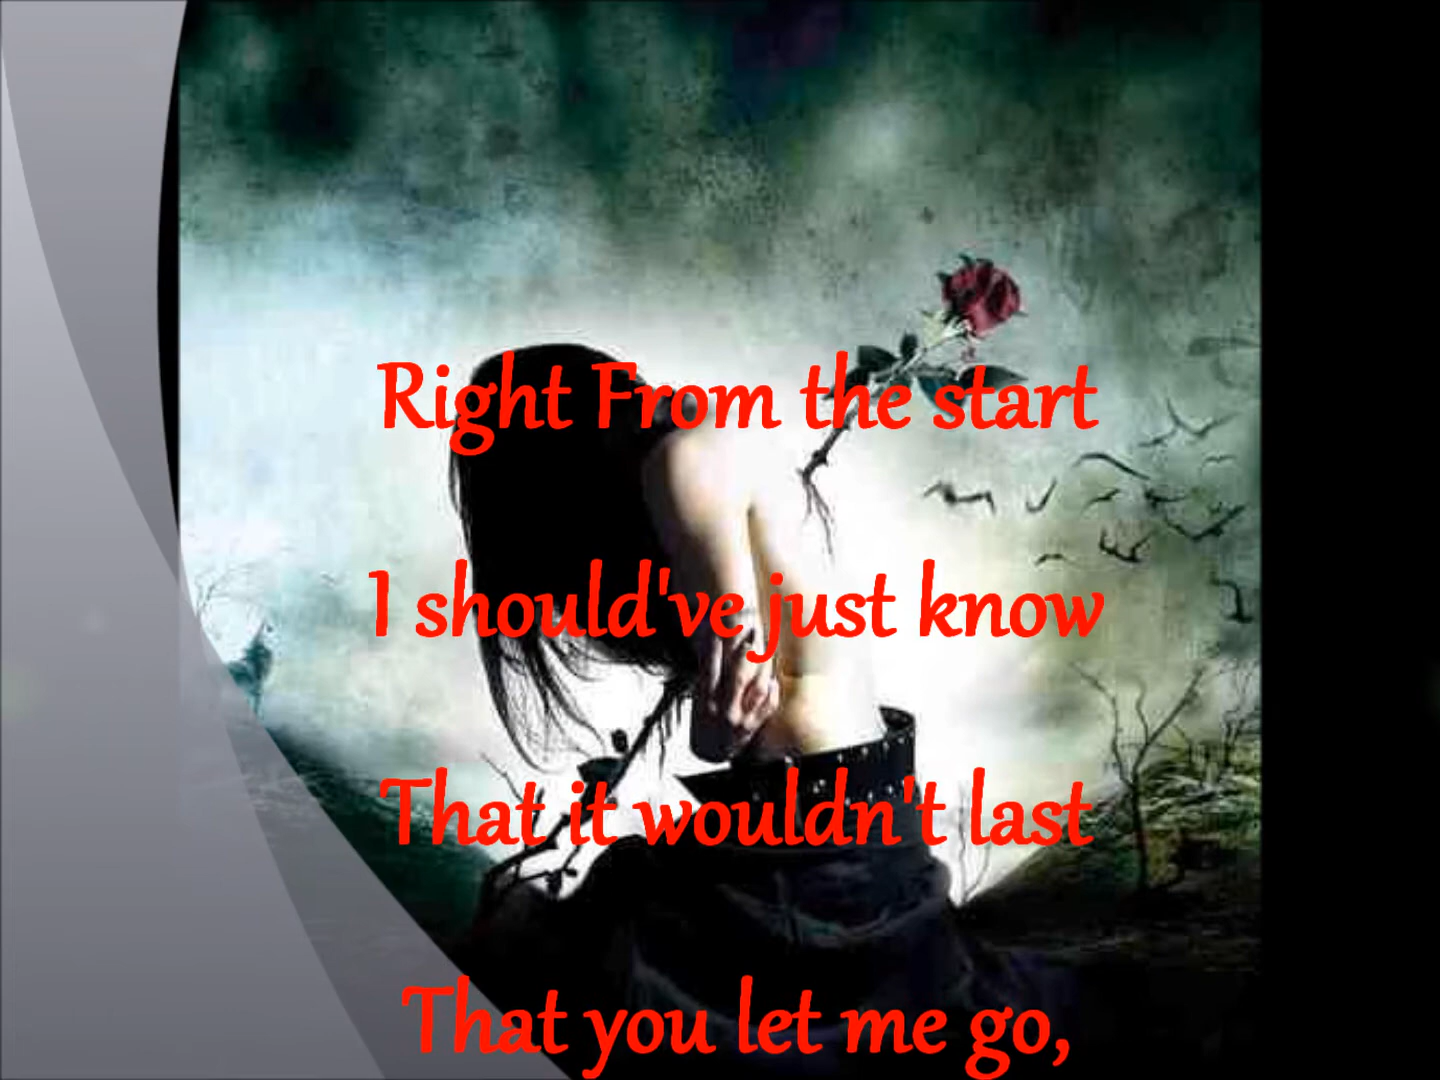 Right From the start
I should've just know
That it wouldn't last
That you let me go,